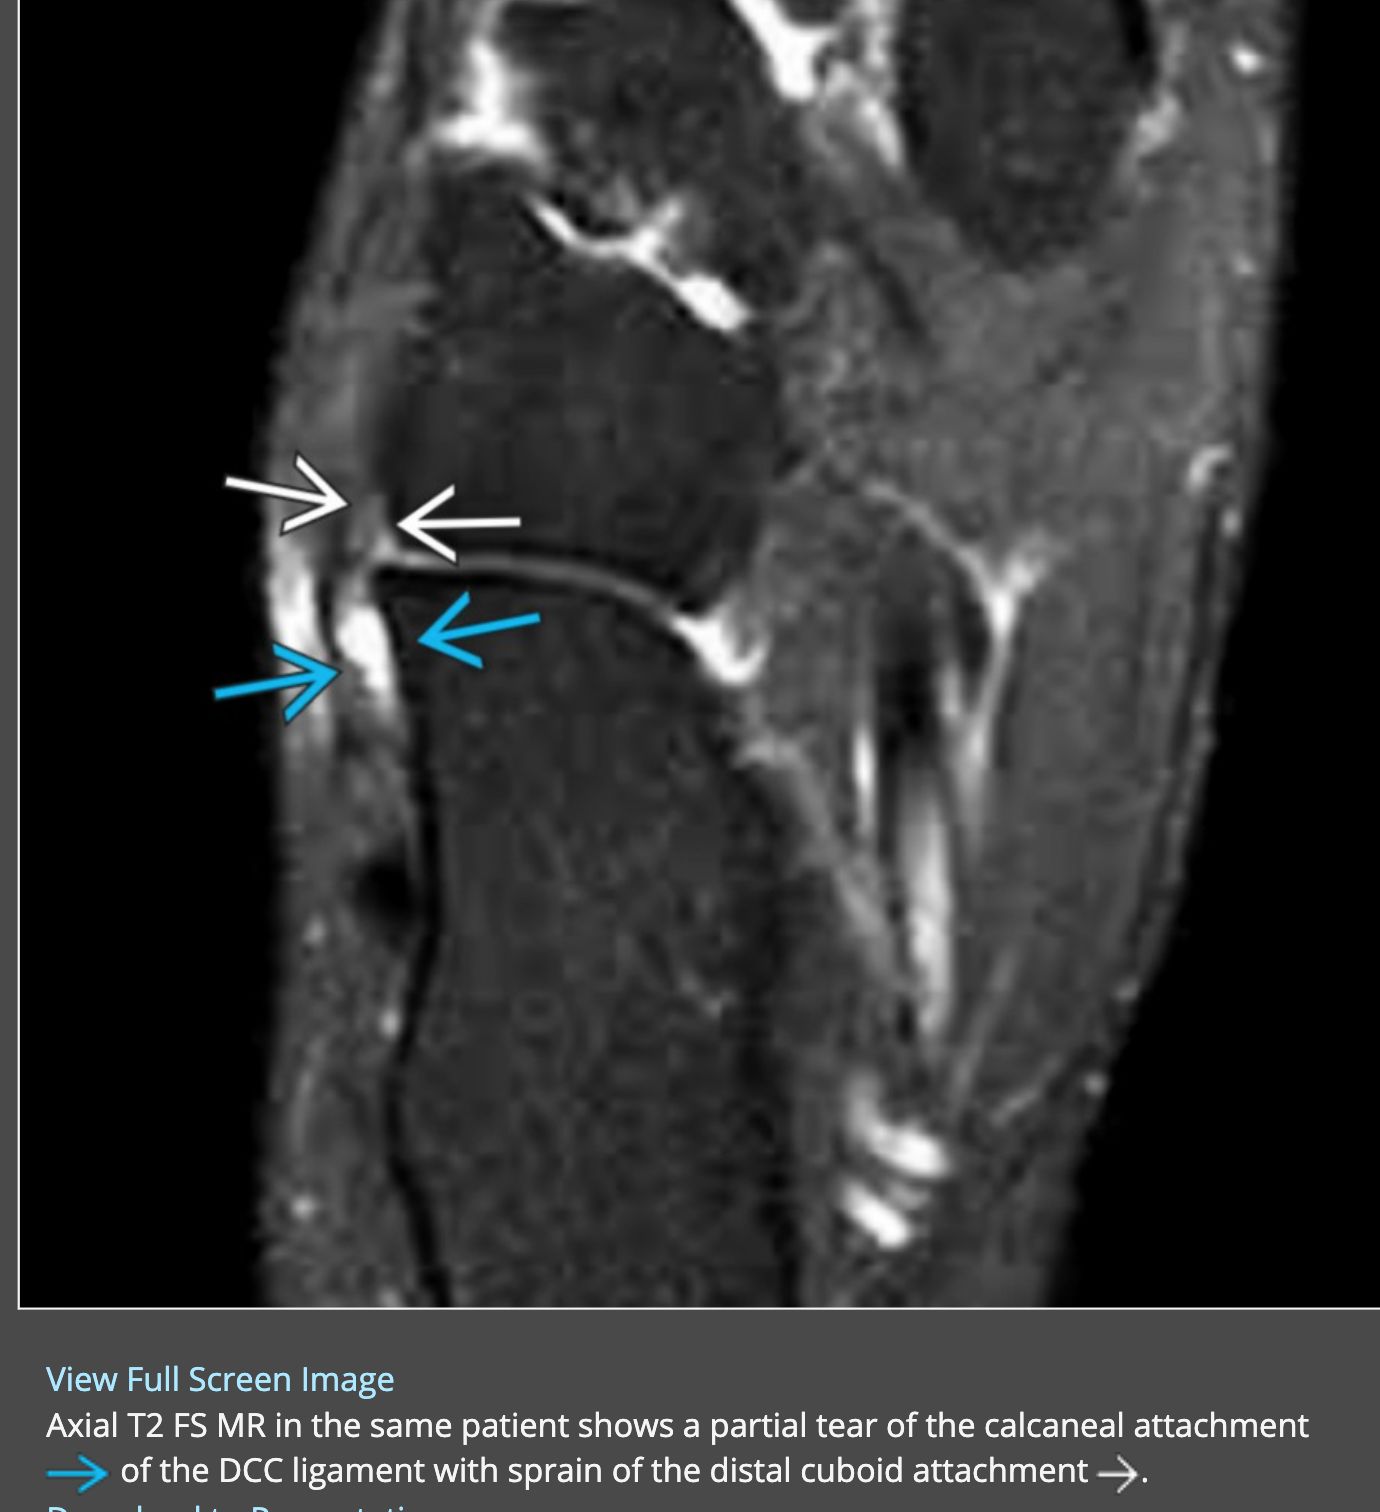 View Full Screen Image
Axial T2 FS MR in the same patient shows a partial tear of the calcaneal attachment
of the DCC ligament with sprain of the distal cuboid attachment .